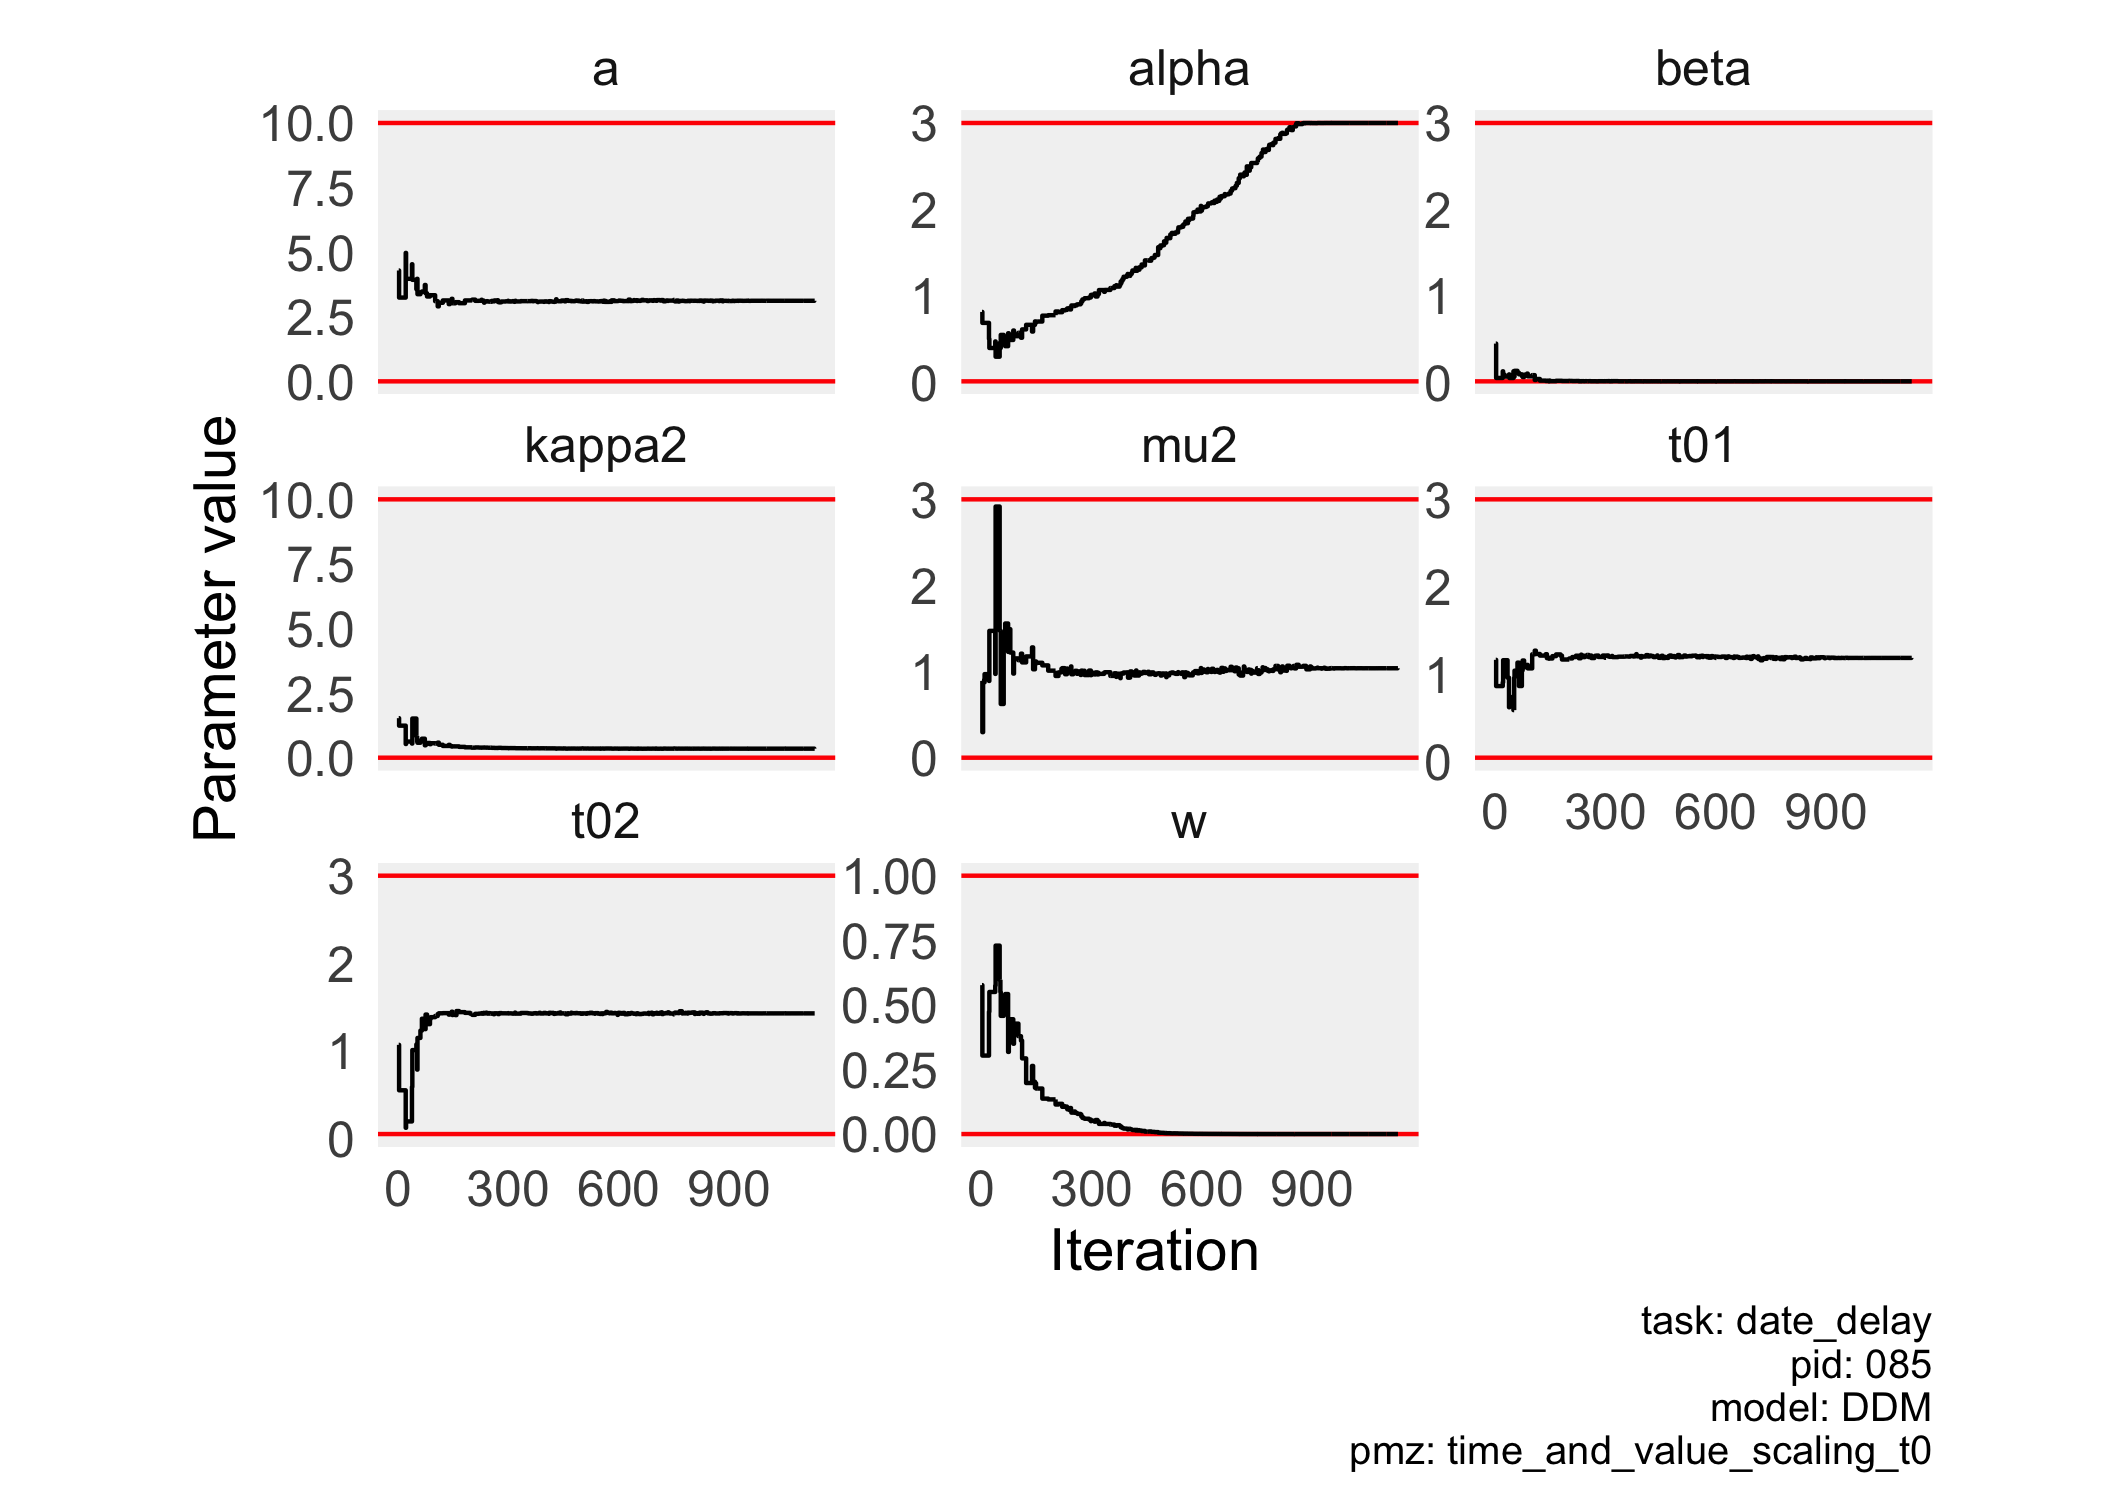 a
alpha
beta
10.0
7.5
5.0
2.5
0.0
3
2
1
0
3
2
1
0
kappa2
mu2
t01
10.0
7.5
5.0
2.5
0.0
3
2
1
0
3
2
1
0
0 300 600 900
t02
w
3
2
1
0
1.00
0.75
0.50
0.25
0.00
0 300 600 900
0 300 600 900
Parameter value
Iteration
task: date_delay
pid: 085
model: DDM
pmz: time_and_value_scaling_t0